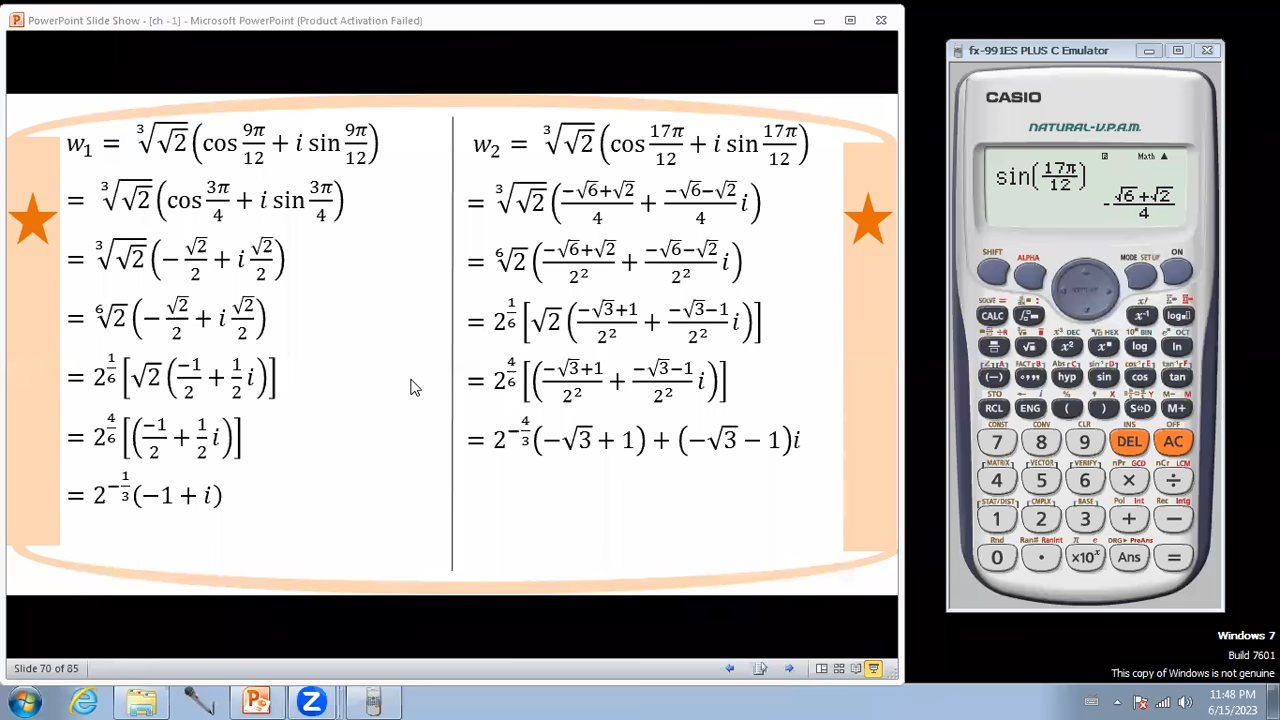 PowerPoint Slide Show - [ch - 1] - Microsoft PowerPoint (Product Activation Failed)
w₁ = ∛√2 (cos 9π/12 + i sin 9π/12)
= ∛√2 (cos 3π/4 + i sin 3π/4)
= ∛√2 (−√2/2 + i √2/2)
= ⁶√2 (−√2/2 + i √2/2)
= 2^(1/6) [√2 (−1/2 + 1/2 i)]
= 2^(4/6) [(−1/2 + 1/2 i)]
= 2^(−1/3) (−1 + i)
w₂ = ∛√2 (cos 17π/12 + i sin 17π/12)
= ∛√2 ((−√6+√2)/4 + (−√6−√2)/4 i)
= ⁶√2 ((−√6+√2)/2² + (−√6−√2)/2² i)
= 2^(1/6) [√2 ((−√3+1)/2² + (−√3−1)/2² i)]
= 2^(4/6) [((−√3+1)/2² + (−√3−1)/2² i)]
= 2^(−4/3) (−√3 + 1) + (−√3 − 1)i
Slide 70 of 85
fx-991ES PLUS C Emulator
CASIO
NATURAL-V.P.A.M.
Math ▲
sin(17π/12)
−(√6+√2)/4
SHIFT ALPHA MODE SETUP ON
CALC x⁻¹ log
√ x² log ln
(−) hyp sin cos tan
RCL ENG ( ) S⇔D M+
7 8 9 DEL AC
4 5 6 × ÷
1 2 3 + −
0 · ×10ˣ Ans =
Windows 7
Build 7601
This copy of Windows is not genuine
11:48 PM
6/15/2023